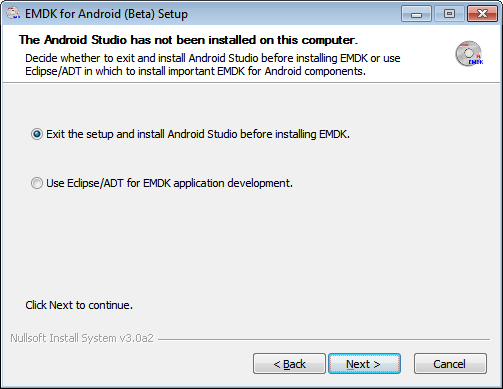 EMDK for Android (Beta) Setup
The Android Studio has not been installed on this computer.
Decide whether to exit and install Android Studio before installing EMDK or use
Eclipse/ADT in which to install important EMDK for Android components.
EMDK
Exit the setup and install Android Studio before installing EMDK.
Use Eclipse/ADT for EMDK application development.
Click Next to continue.
Nullsoft Install System v3.0a2
< Back
Next >
Cancel